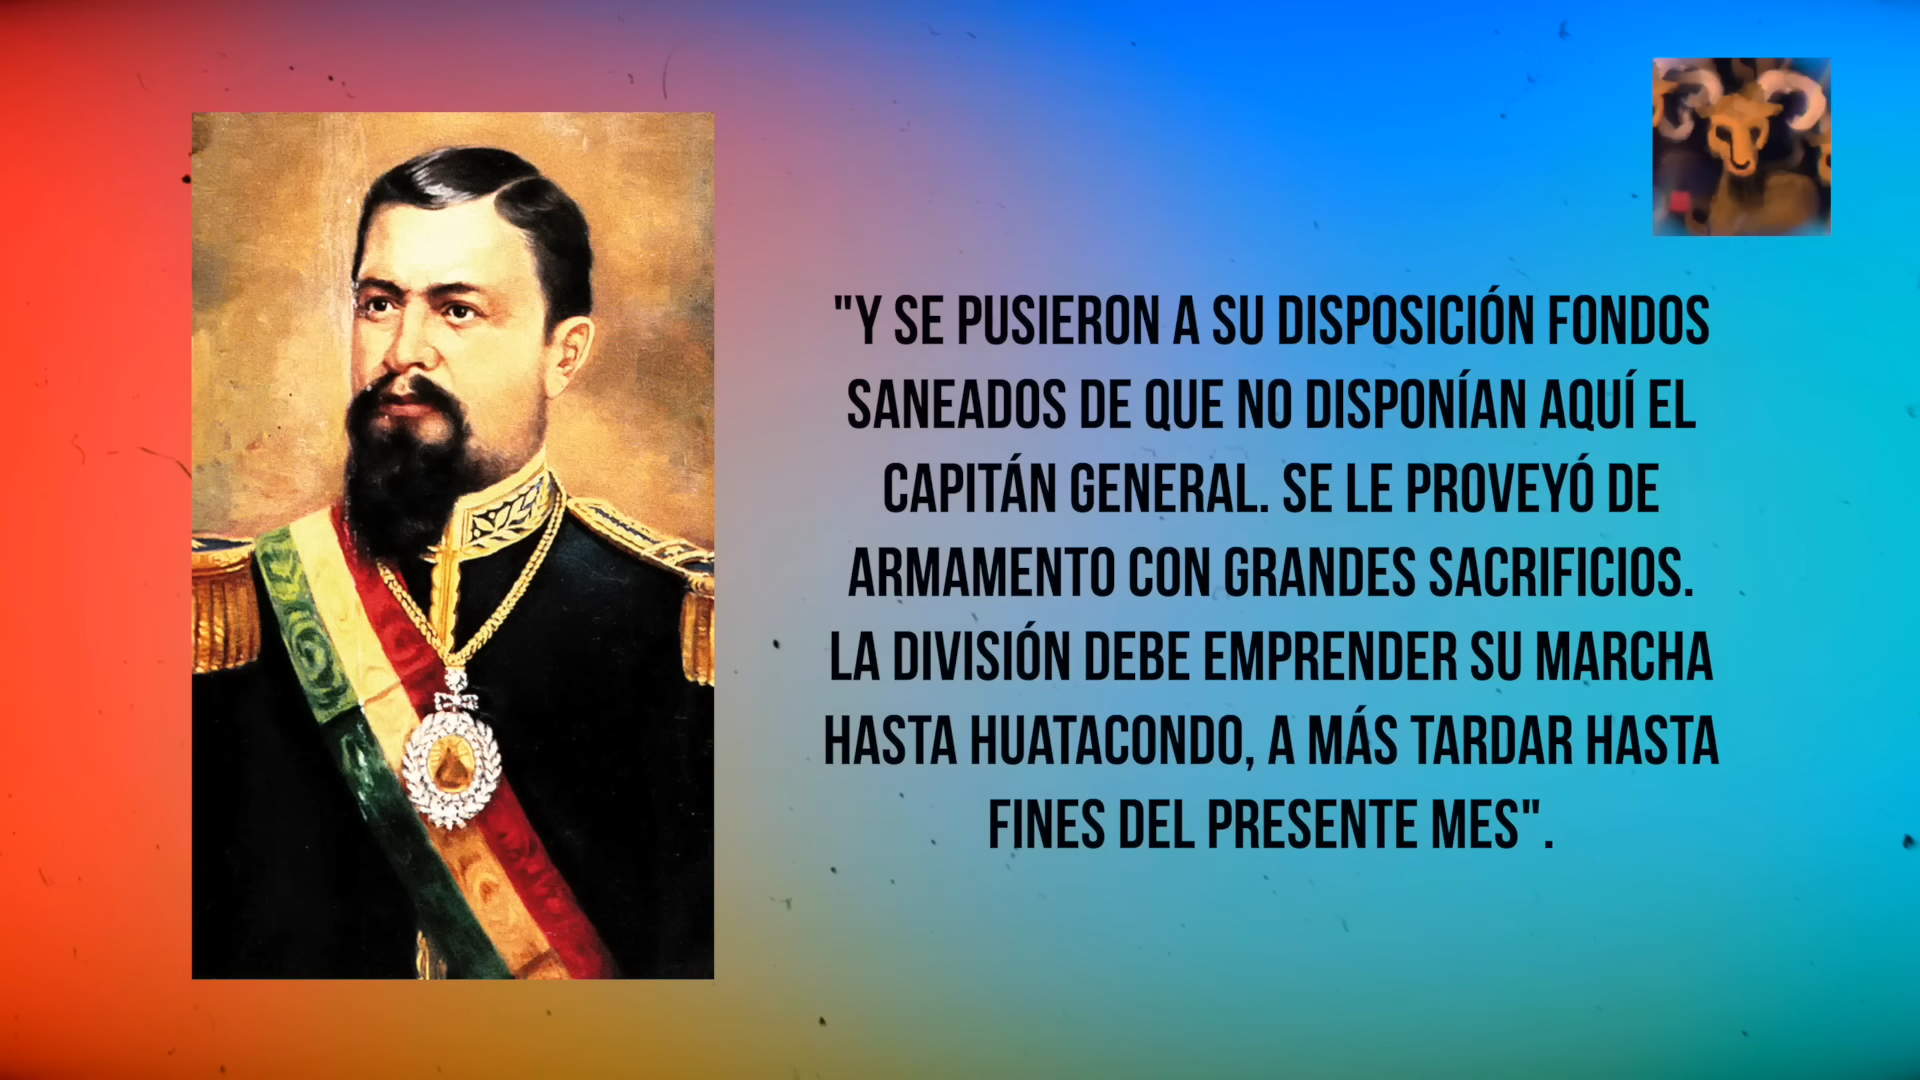 "Y SE PUSIERON A SU DISPOSICIÓN FONDOS
SANEADOS DE QUE NO DISPONÍAN AQUÍ EL
CAPITÁN GENERAL. SE LE PROVEYÓ DE
ARMAMENTO CON GRANDES SACRIFICIOS.
LA DIVISIÓN DEBE EMPRENDER SU MARCHA
HASTA HUATACONDO, A MÁS TARDAR HASTA
FINES DEL PRESENTE MES".